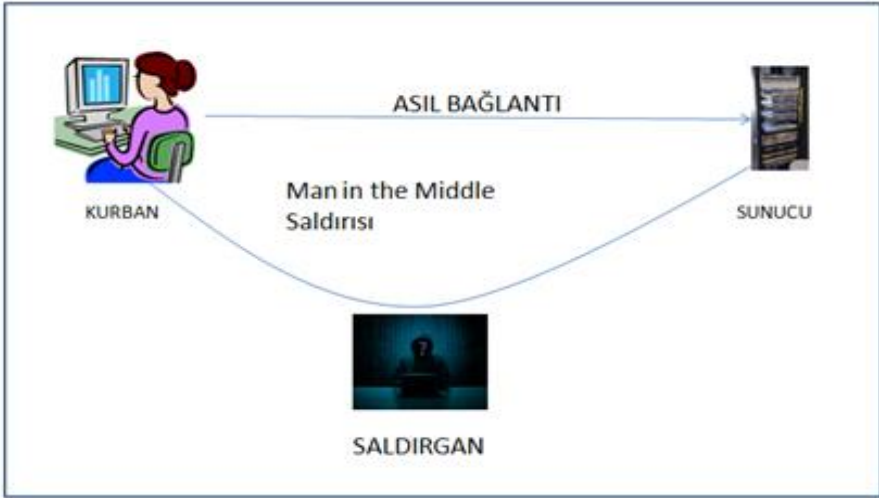 ASIL BAĞLANTI
Man in the Middle
Saldırısı
KURBAN
SUNUCU
?
SALDIRGAN